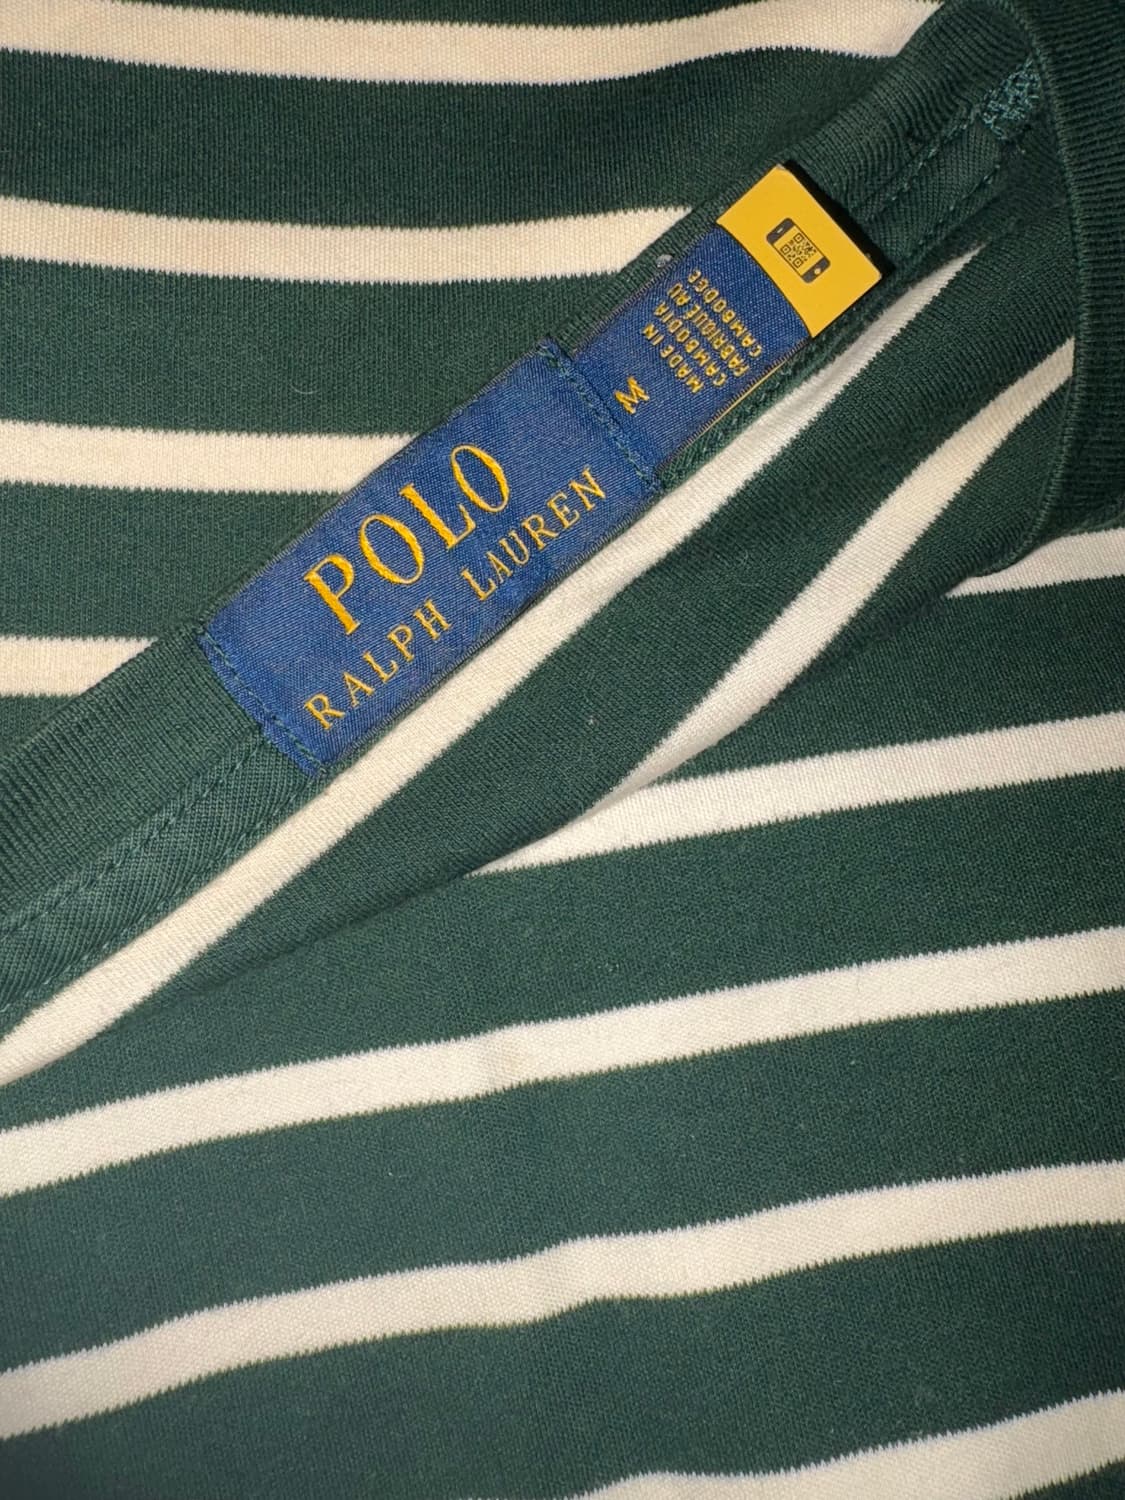 POLO
RALPH LAUREN
M
MADE IN
CAMBODIA
FABRIQUÉ AU
CAMBODGE